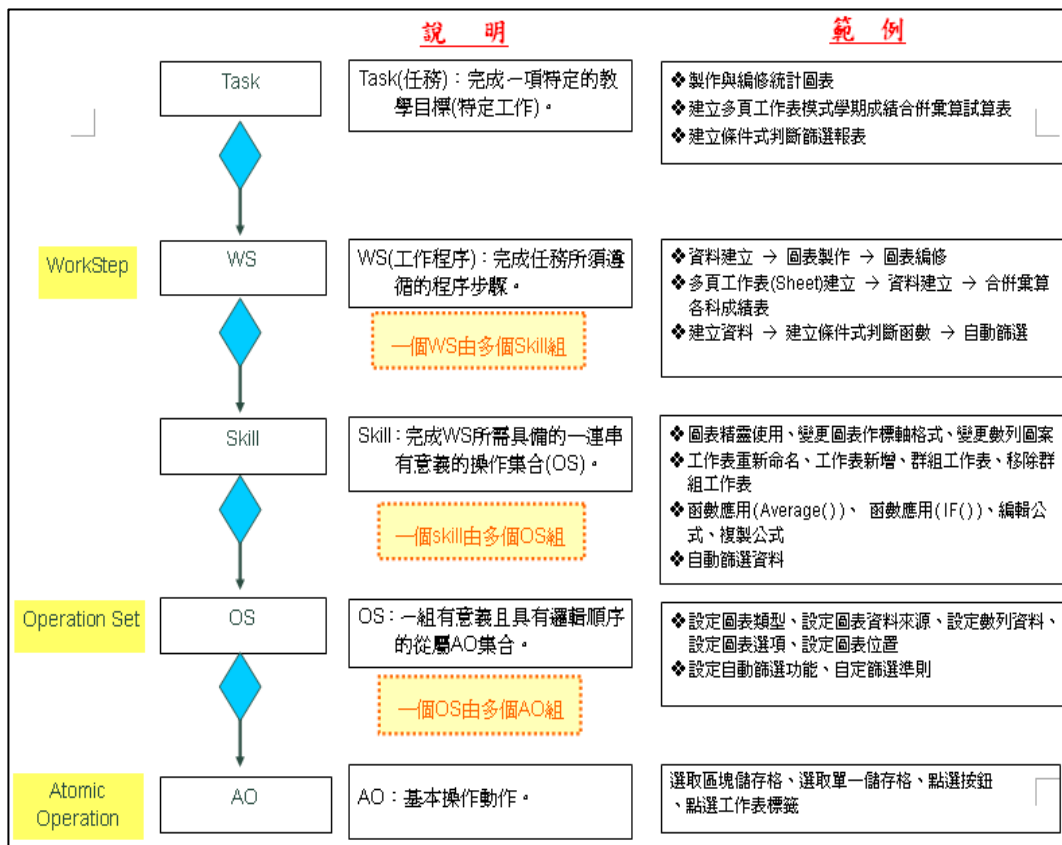 說 明
範 例
Task
Task(任務)：完成一項特定的教
學目標(特定工作)。
❖製作與編修統計圖表
❖建立多頁工作表模式學期成績合併彙算試算表
❖建立條件式判斷篩選報表
WorkStep
WS
WS(工作程序)：完成任務所須遵
循的程序步驟。
一個WS由多個Skill組
❖資料建立 → 圖表製作 → 圖表編修
❖多頁工作表(Sheet)建立 → 資料建立 → 合併彙算
各科成績表
❖建立資料 → 建立條件式判斷函數 → 自動篩選
Skill
Skill：完成WS所需具備的一連串
有意義的操作集合(OS)。
一個skill由多個OS組
❖圖表精靈使用、變更圖表作標軸格式、變更數列圖案
❖工作表重新命名、工作表新增、群組工作表、移除群
組工作表
❖函數應用(Average())、 函數應用(IF())、編輯公
式、複製公式
❖自動篩選資料
Operation Set
OS
OS：一組有意義且具有邏輯順序
的從屬AO集合。
一個OS由多個AO組
❖設定圖表類型、設定圖表資料來源、設定數列資料、
設定圖表選項、設定圖表位置
❖設定自動篩選功能、自定篩選準則
Atomic
Operation
AO
AO：基本操作動作。
選取區塊儲存格、選取單一儲存格、點選按鈕
、點選工作表標籤